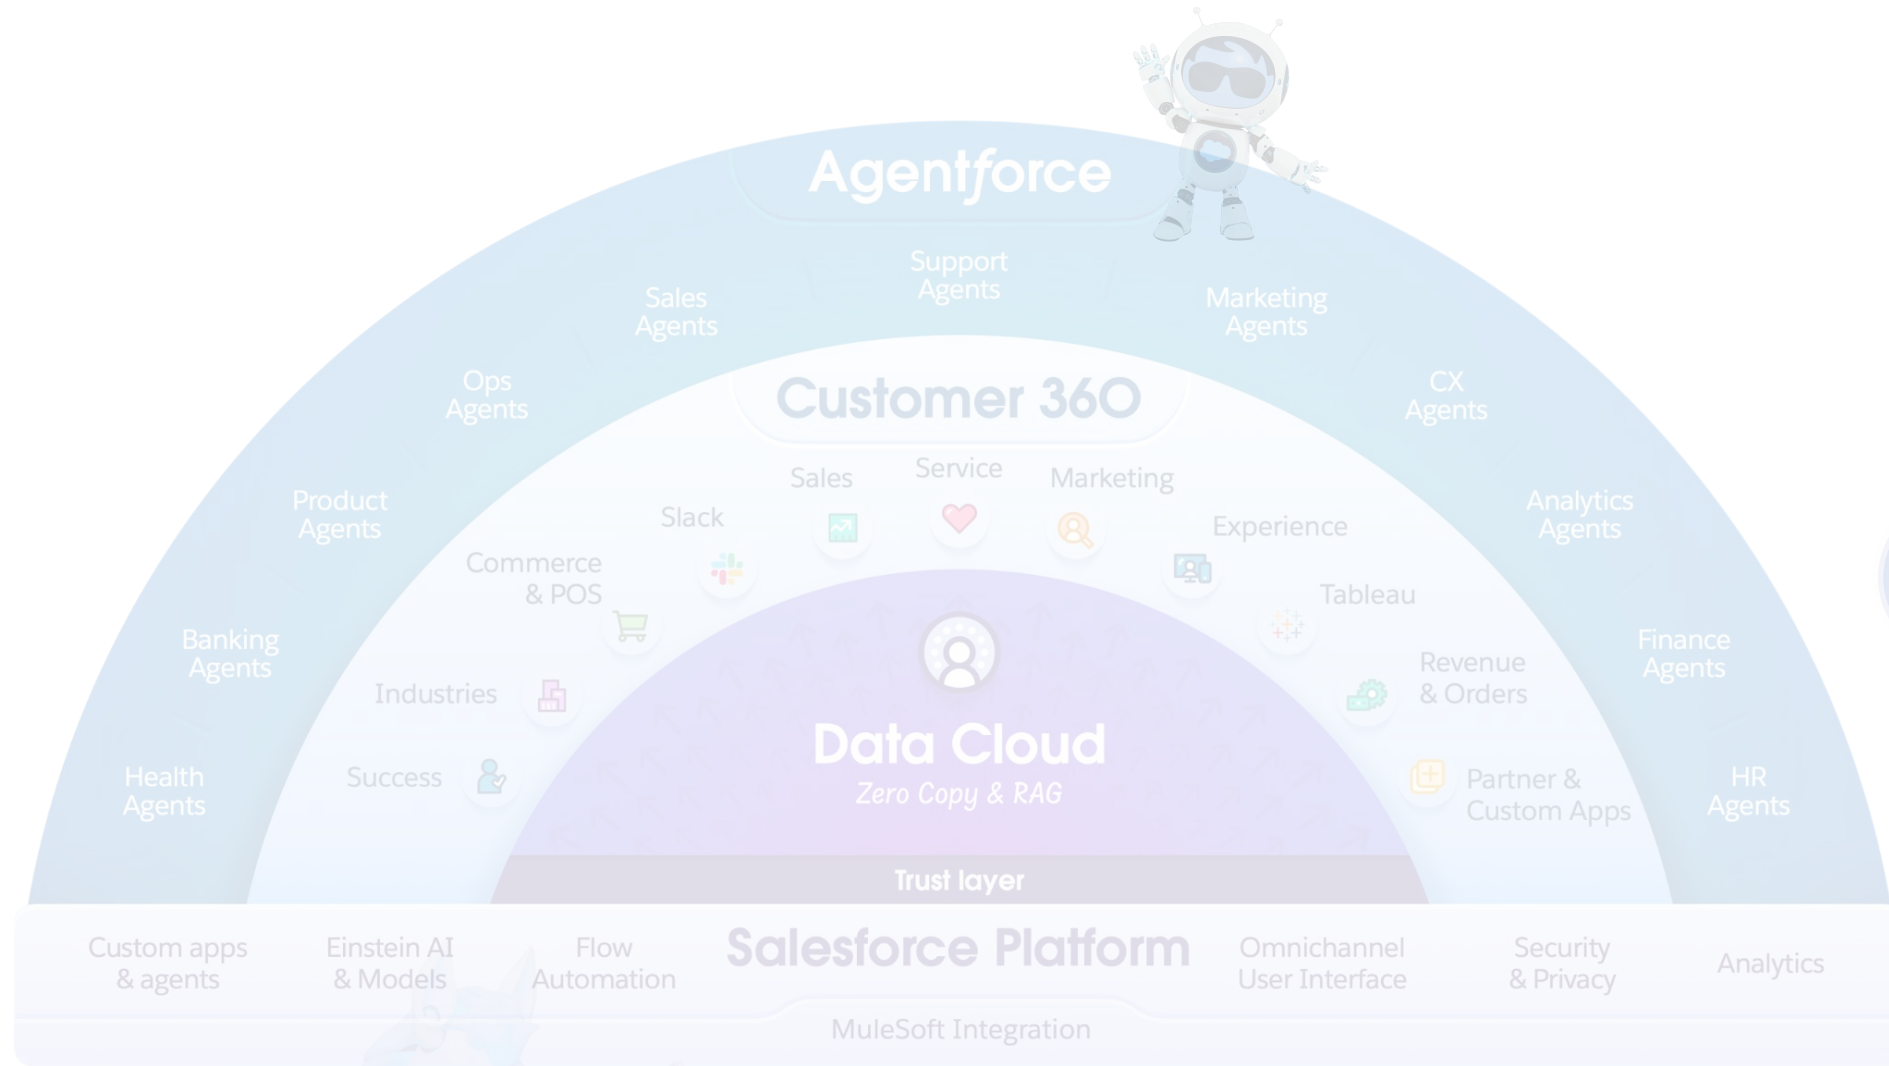 Agentforce
Support
Agents
Sales
Agents
Marketing
Agents
Ops
Agents
CX
Agents
Product
Agents
Analytics
Agents
Banking
Agents
Finance
Agents
Health
Agents
HR
Agents
Customer 360
Sales
Service
Marketing
Slack
Experience
Commerce
& POS
Tableau
Industries
Revenue
& Orders
Success
Partner &
Custom Apps
Data Cloud
Zero Copy & RAG
Trust layer
Custom apps
& agents
Einstein AI
& Models
Flow
Automation
Salesforce Platform
Omnichannel
User Interface
Security
& Privacy
Analytics
MuleSoft Integration